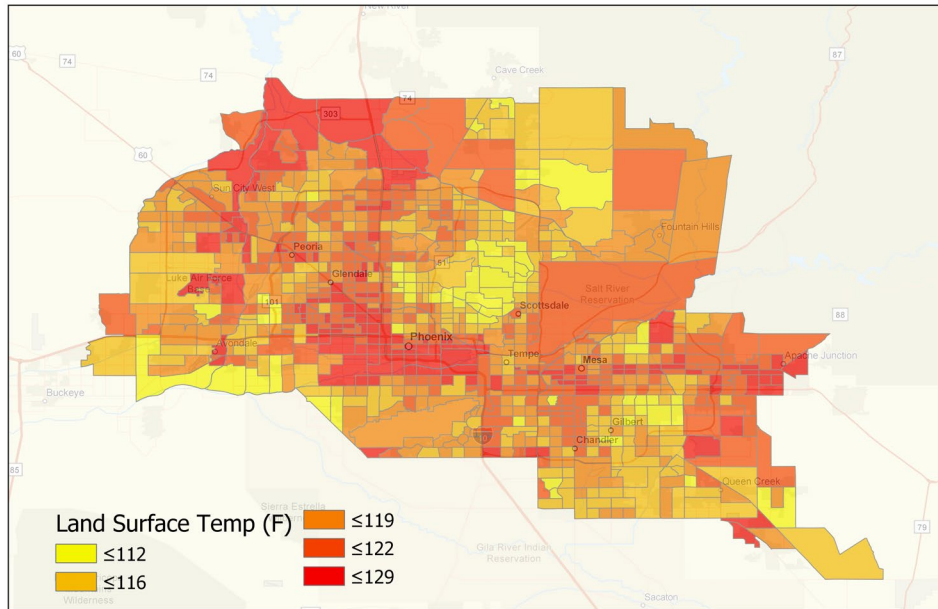 New River
60
74
87
Cave Creek
74
74
303
60
Sun City West
Fountain Hills
Peoria
51
Glendale
Luke Air Force
Base
Salt River
Reservation
101
Scottsdale
88
Phoenix
Avondale
Tempe
Mesa
Apache Junction
Buckeye
Gilbert
10
Chandler
85
Queen Creek
Sierra Estrella
Land Surface Temp (F)
≤112
≤116
≤119
≤122
≤129
79
Gila River Indian
Reservation
Wilderness
Sacaton